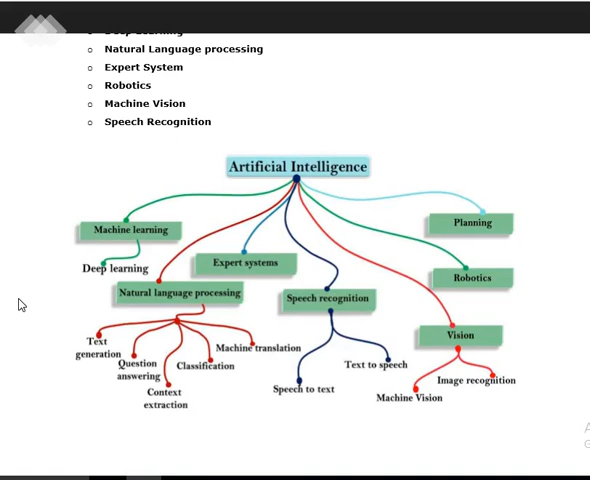 Deep Learning
o Natural Language processing
o Expert System
o Robotics
o Machine Vision
o Speech Recognition
Artificial Intelligence
Machine learning
Planning
Deep learning
Expert systems
Robotics
Natural language processing
Speech recognition
Vision
Text
generation
Question
answering
Context
extraction
Classification
Machine translation
Speech to text
Text to speech
Machine Vision
Image recognition